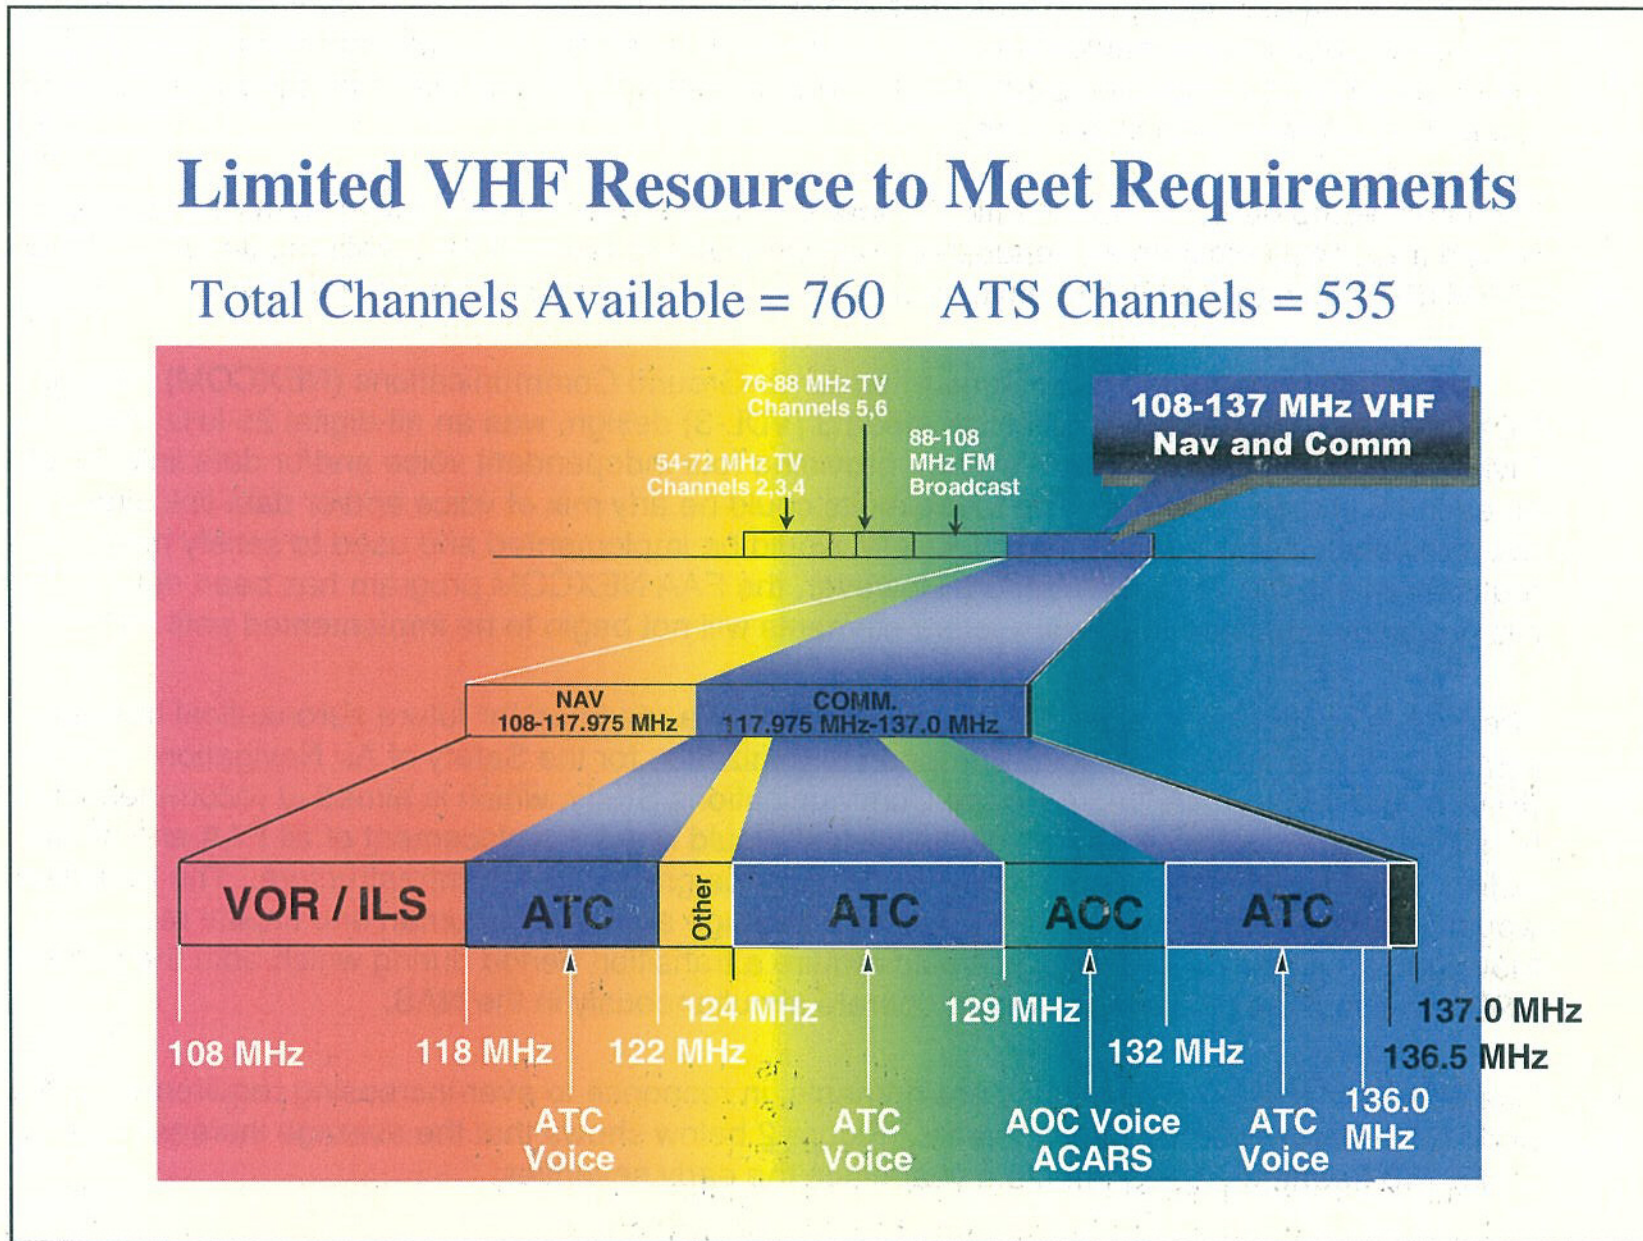 Limited VHF Resource to Meet Requirements
Total Channels Available = 760 ATS Channels = 535
76-88 MHz TV
Channels 5,6
108-137 MHz VHF
Nav and Comm
88-108
MHz FM
Broadcast
54-72 MHz TV
Channels 2,3,4
NAV
108-117.975 MHz
COMM.
117.975 MHz-137.0 MHz
VOR / ILS
ATC
Other
ATC
AOC
ATC
124 MHz
129 MHz
137.0 MHz
108 MHz
118 MHz
122 MHz
132 MHz
136.5 MHz
136.0
MHz
ATC
Voice
ATC
Voice
AOC Voice
ACARS
ATC
Voice